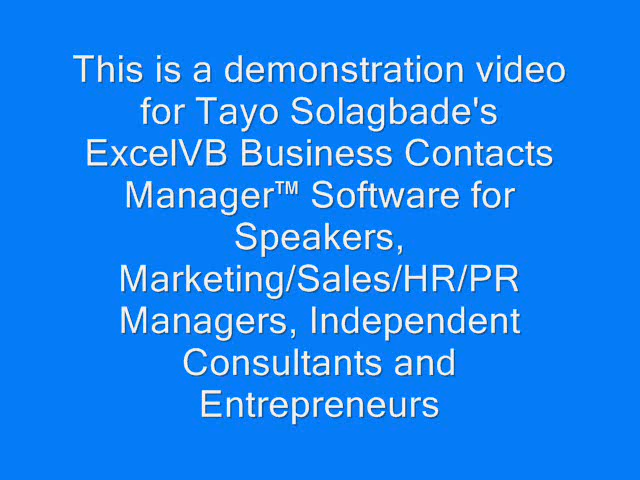 This is a demonstration video
for Tayo Solagbade's
ExcelVB Business Contacts
Manager™ Software for
Speakers,
Marketing/Sales/HR/PR
Managers, Independent
Consultants and
Entrepreneurs